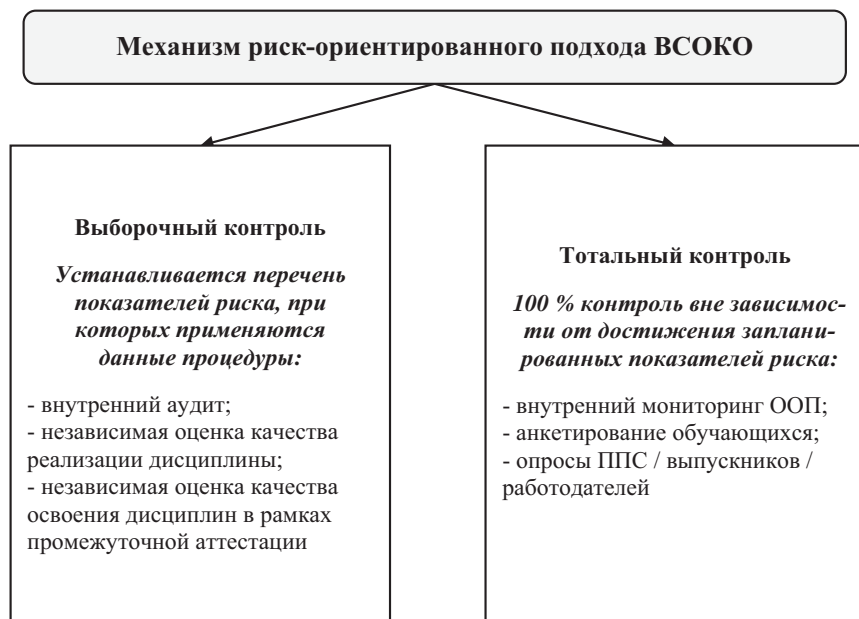 Механизм риск-ориентированного подхода ВСОКО
Выборочный контроль
Устанавливается перечень
показателей риска, при
которых применяются
данные процедуры:
- внутренний аудит;
- независимая оценка качества
реализации дисциплины;
- независимая оценка качества
освоения дисциплин в рамках
промежуточной аттестации
Тотальный контроль
100 % контроль вне зависимос-
ти от достижения заплани-
рованных показателей риска:
- внутренний мониторинг ООП;
- анкетирование обучающихся;
- опросы ППС / выпускников /
работодателей